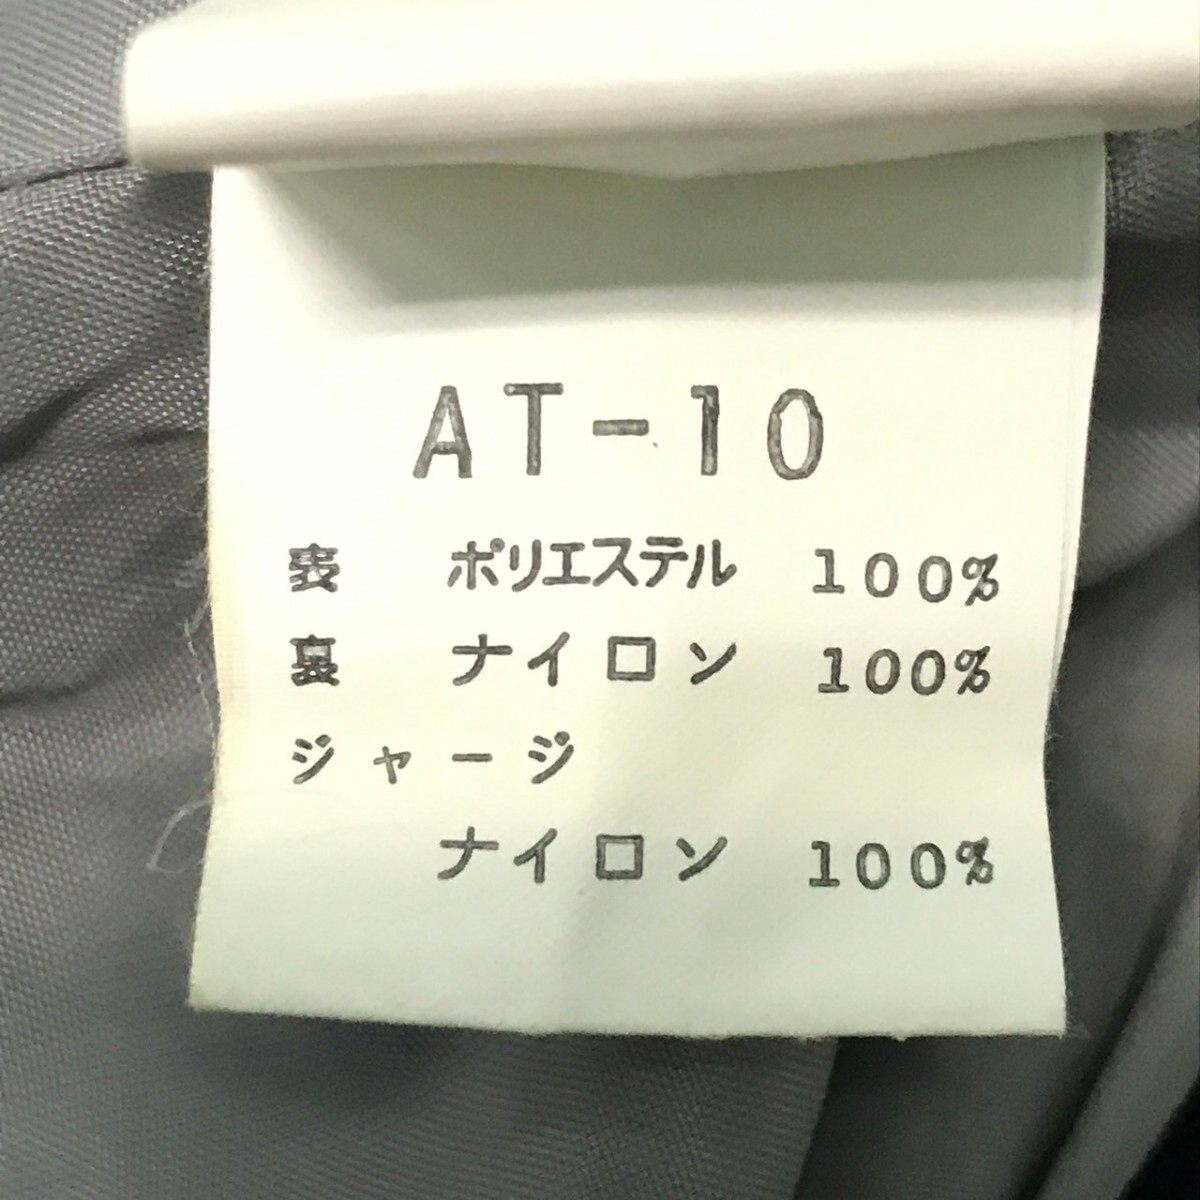 AT-10
表 ポリエステル 100%
裏 ナイロン 100%
ジャージ
ナイロン 100%